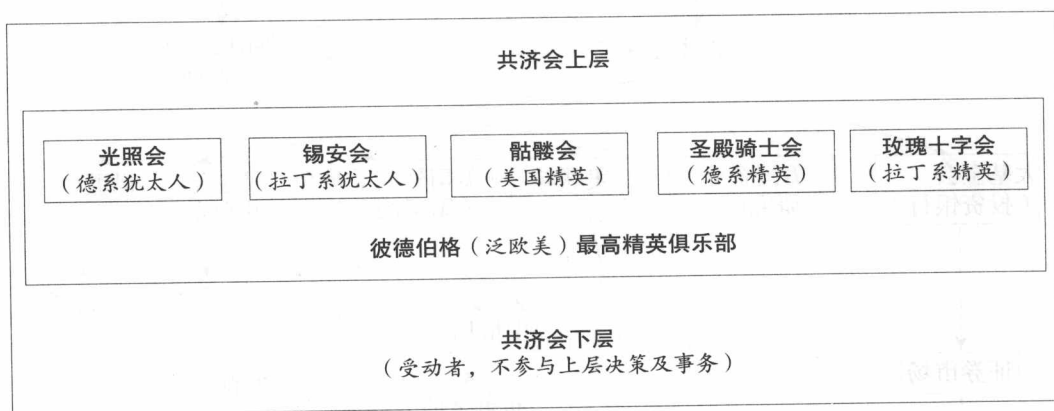 共济会上层
光照会 锡安会 骷髅会 圣殿骑士会 玫瑰十字会
（德系犹太人） （拉丁系犹太人） （美国精英） （德系精英） （拉丁系精英）
彼德伯格（泛欧美）最高精英俱乐部
共济会下层
（受动者，不参与上层决策及事务）